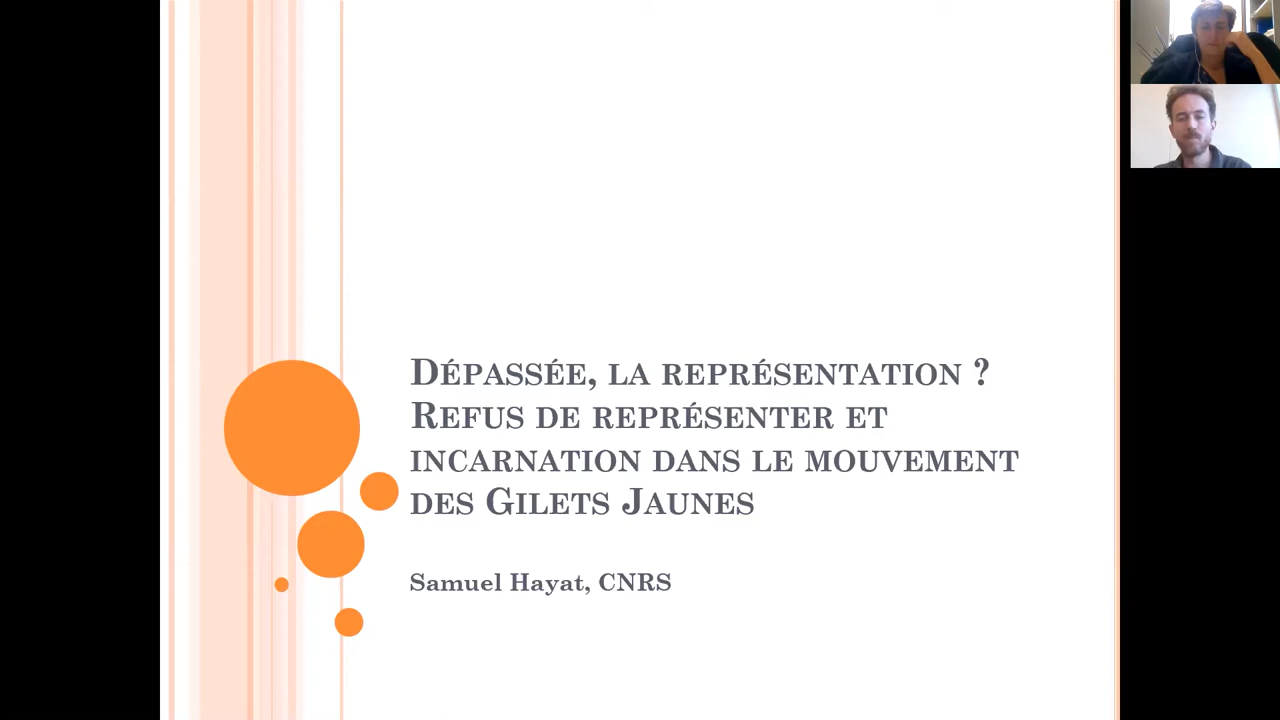 Dépassée, la représentation ?
Refus de représenter et
incarnation dans le mouvement
des Gilets Jaunes
Samuel Hayat, CNRS